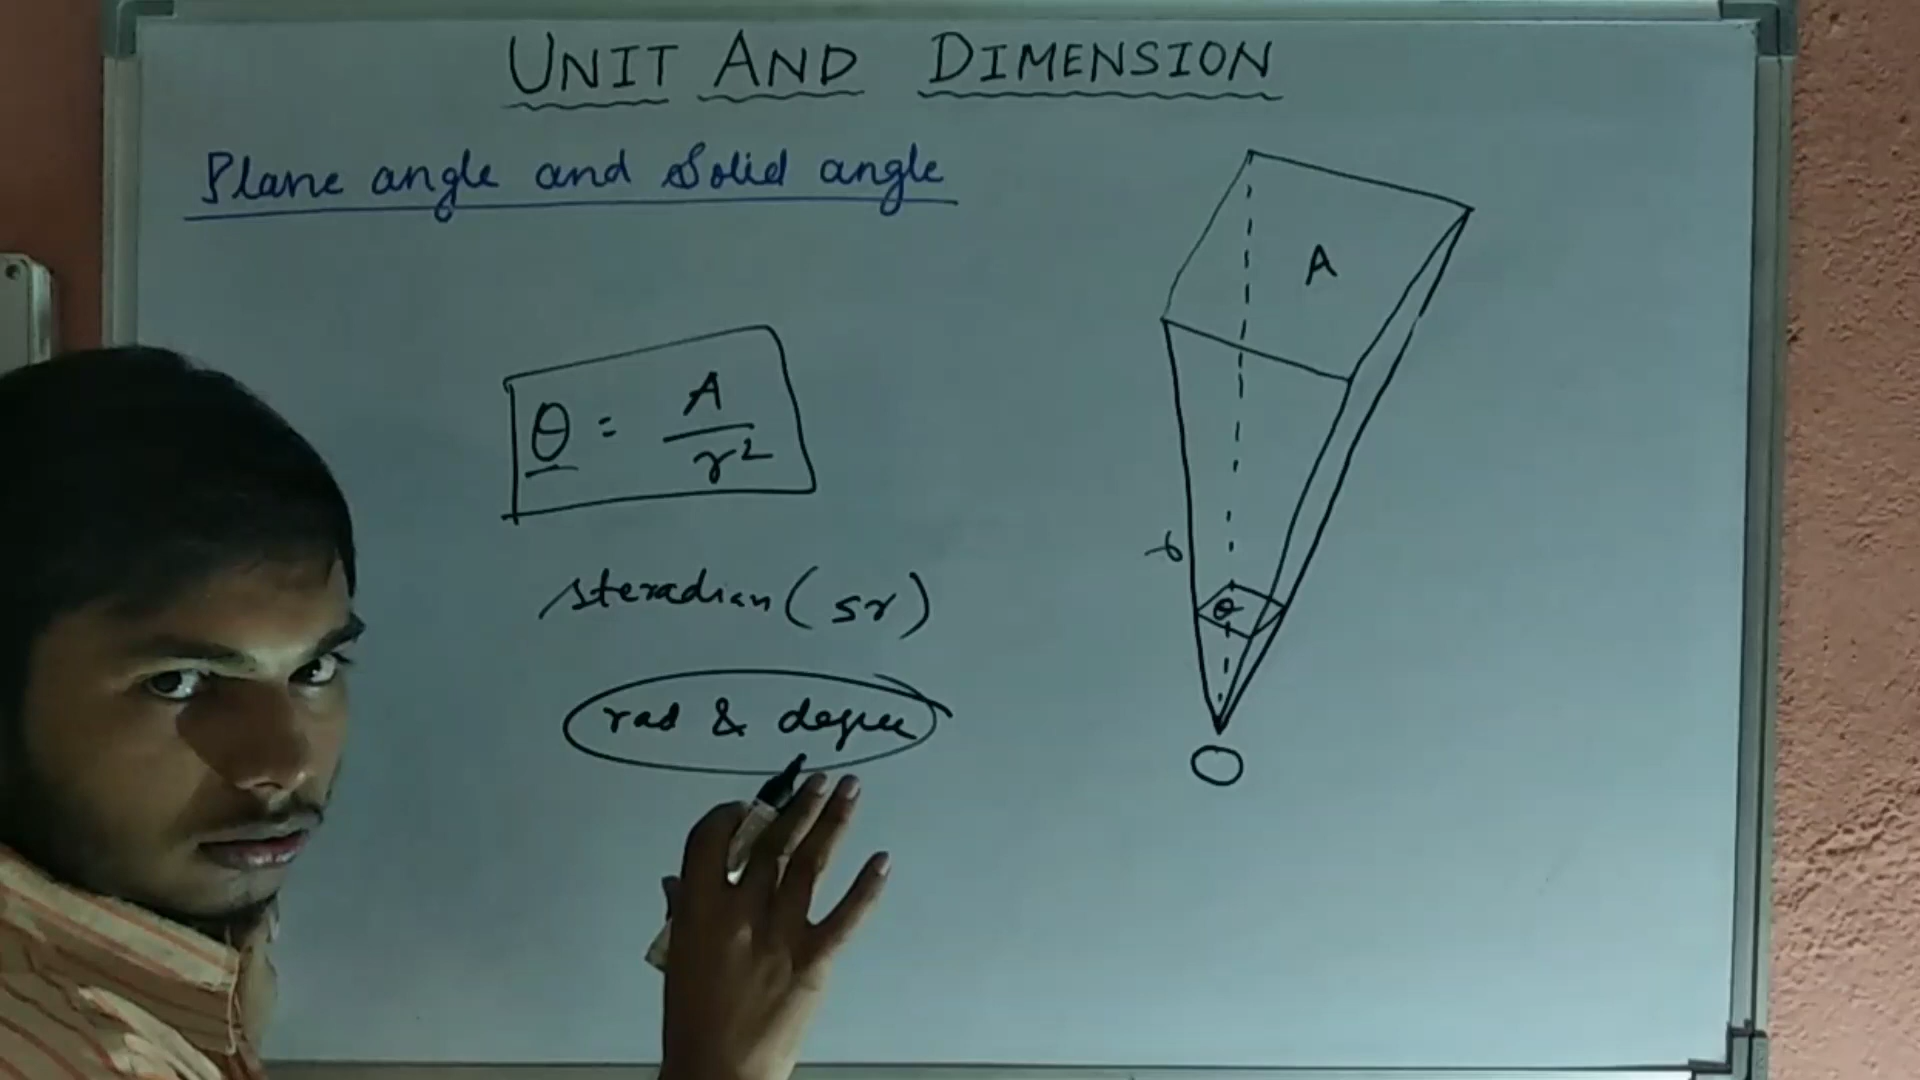 UNIT AND DIMENSION
Plane angle and Solid angle
A
θ = A / r²
r
steradian (sr)
θ
rad & degree
O